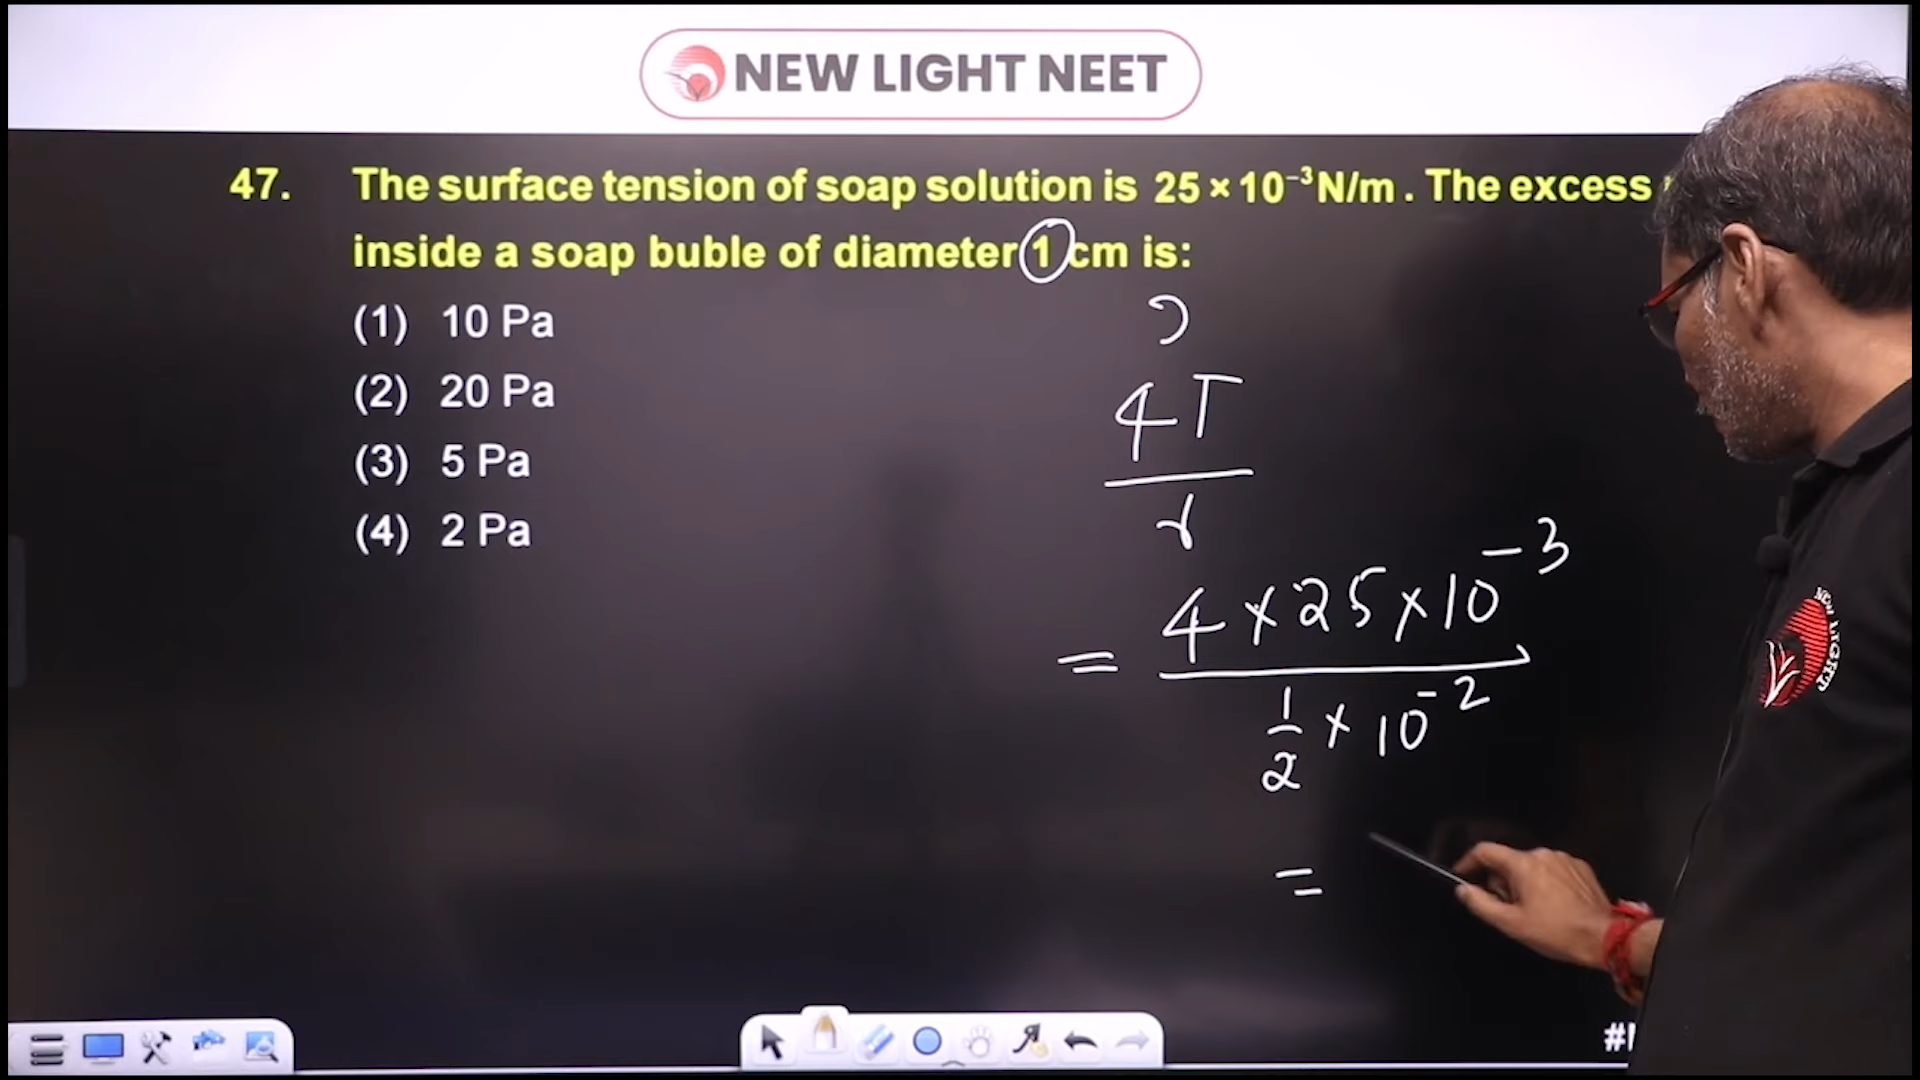 NEW LIGHT NEET
47. The surface tension of soap solution is 25 × 10⁻³ N/m . The excess
inside a soap buble of diameter 1 cm is:
(1) 10 Pa
(2) 20 Pa
(3) 5 Pa
(4) 2 Pa
4T
r
= 4 × 25 × 10⁻³
1/2 × 10⁻²
=
NEW LIGHT